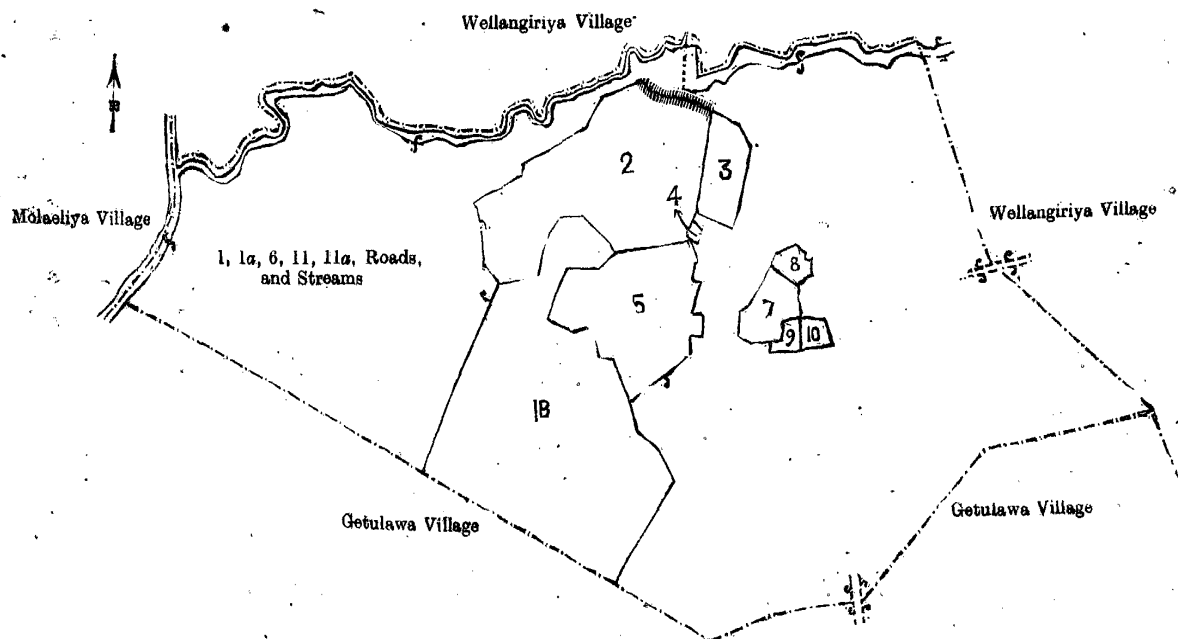 Wellangiriya Village
2
3
4
Molaeliya Village
Wellangiriya Village
1, 1a, 6, 11, 11a, Roads,
and Streams
8
5
7
9
10
1B
Getulawa Village
Getulawa Village